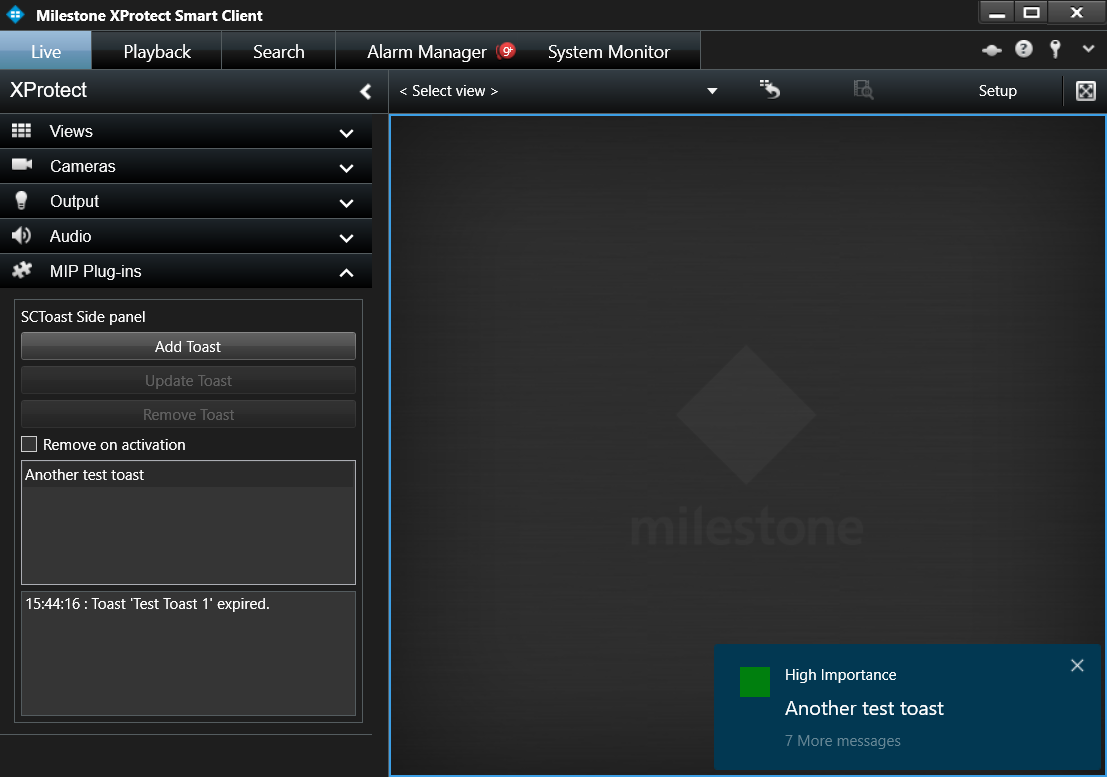 Milestone XProtect Smart Client
Live
Playback
Search
Alarm Manager
9+
System Monitor
XProtect
< Select view >
Setup
Views
Cameras
Output
Audio
MIP Plug-ins
SCToast Side panel
Add Toast
Update Toast
Remove Toast
Remove on activation
Another test toast
15:44:16 : Toast 'Test Toast 1' expired.
milestone
High Importance
Another test toast
7 More messages